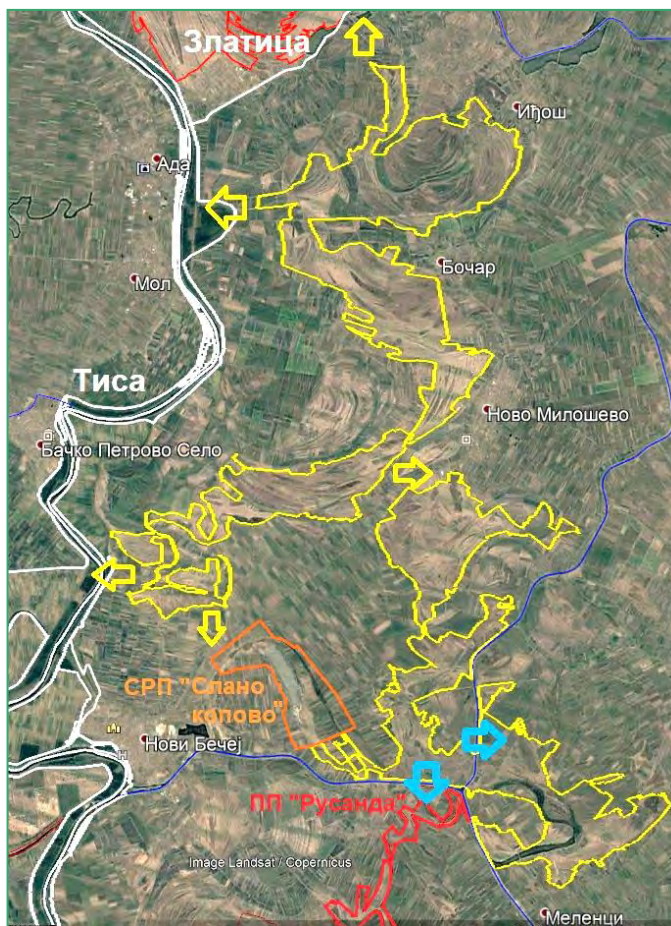 Златица
Иђош
Ада
Бочар
Мол
Тиса
Ново Милошево
Бачко Петрово Село
СРП "Слано
копово"
Нови Бечеј
ПП "Русанда"
Image Landsat / Copernicus
Меленци